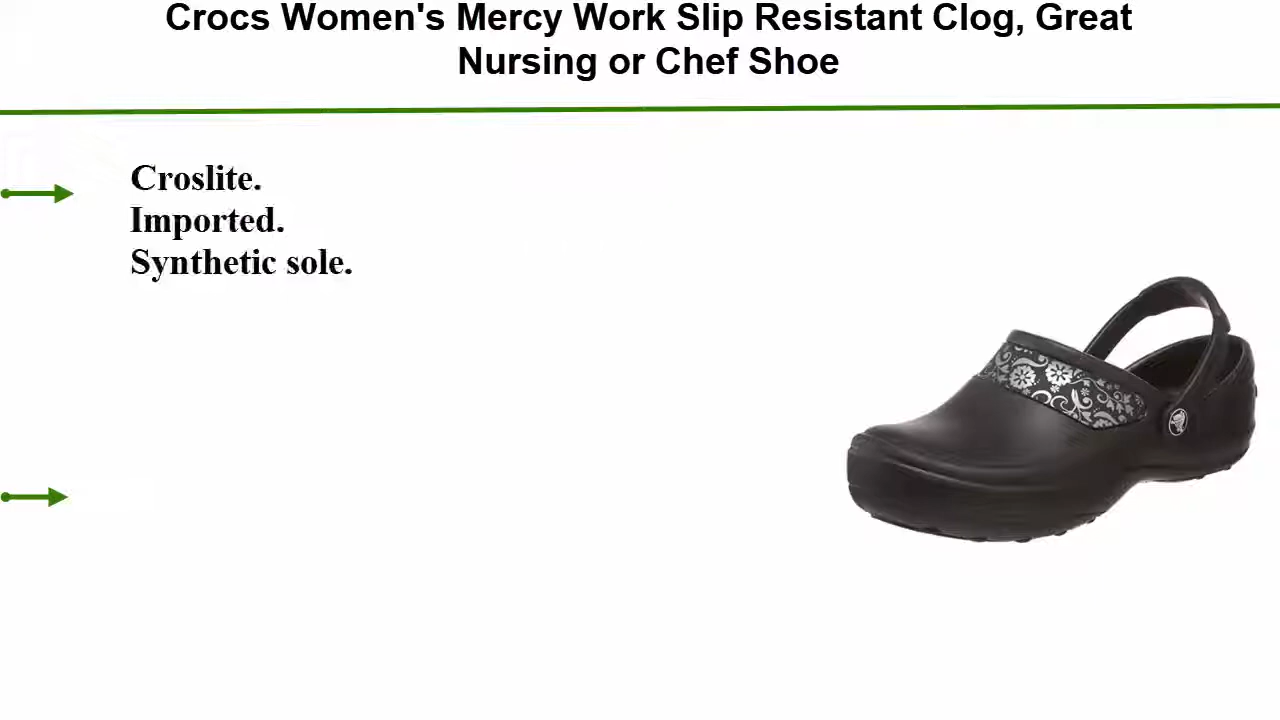 Crocs Women's Mercy Work Slip Resistant Clog, Great
Nursing or Chef Shoe
Croslite.
Imported.
Synthetic sole.